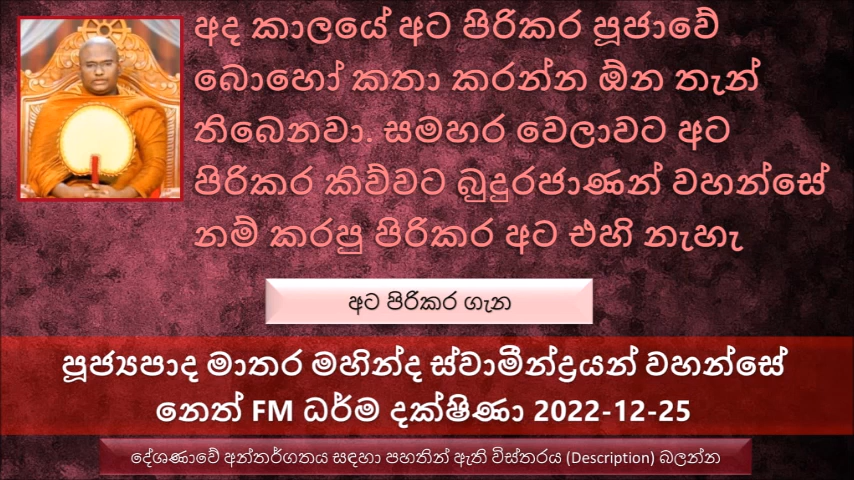 අද කාලයේ අට පිරිකර පූජාවේ
බොහෝ කතා කරන්න ඕන තැන්
තිබෙනවා. සමහර වෙලාවට අට
පිරිකර කිව්වට බුදුරජාණන් වහන්සේ
නම් කරපු පිරිකර අට එහි නැහැ
අට පිරිකර ගැන
පූජ්‍යපාද මාතර මහින්ද ස්වාමීන්ද්‍රයන් වහන්සේ
නෙත් FM ධර්ම දක්ෂිණා 2022-12-25
දේශණාවේ අන්තර්ගතය සඳහා පහතින් ඇති විස්තරය (Description) බලන්න